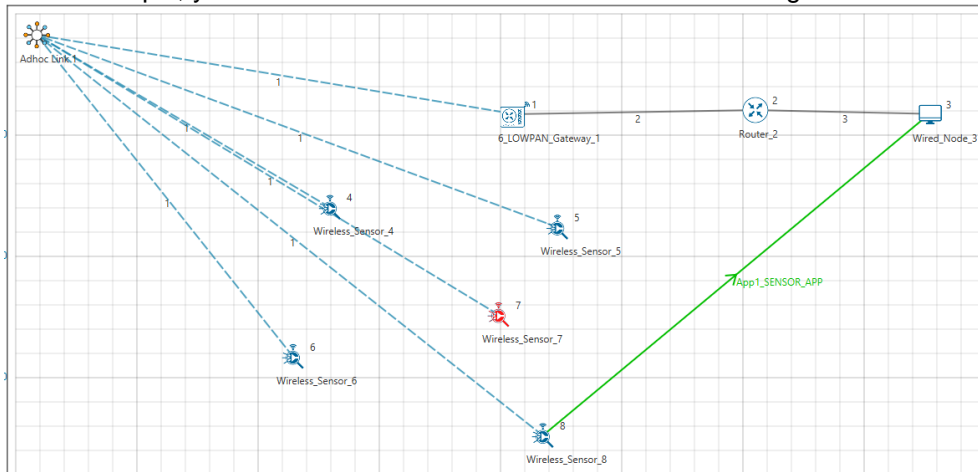 Adhoc Link 1
1
1
2
3
6_LOWPAN_Gateway_1
2
Router_2
3
Wired_Node_3
1
1
1
1
1
4
Wireless_Sensor_4
5
Wireless_Sensor_5
App1_SENSOR_APP
7
Wireless_Sensor_7
6
Wireless_Sensor_6
8
Wireless_Sensor_8